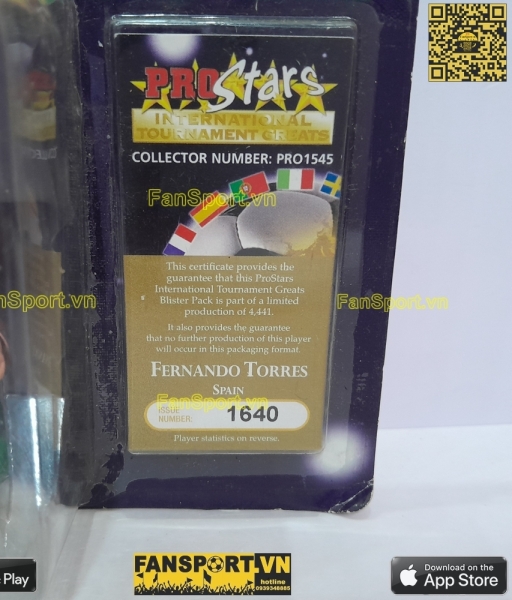 PROStars
INTERNATIONAL
TOURNAMENT GREATS
COLLECTOR NUMBER: PRO1545
FanSport.vn
This certificate provides the
guarantee that this ProStars
International Tournament Greats
Blister Pack is part of a limited
production of 4,441.
FanSport.vn
FanSport.vn
It also provides the guarantee
that no further production of this player
will occur in this packaging format.
FERNANDO TORRES
SPAIN
FanSport.vn
ISSUE
NUMBER:
1640
Player statistics on reverse.
Play
FANSPORT.VN
hotline
0939346885
Download on the
App Store